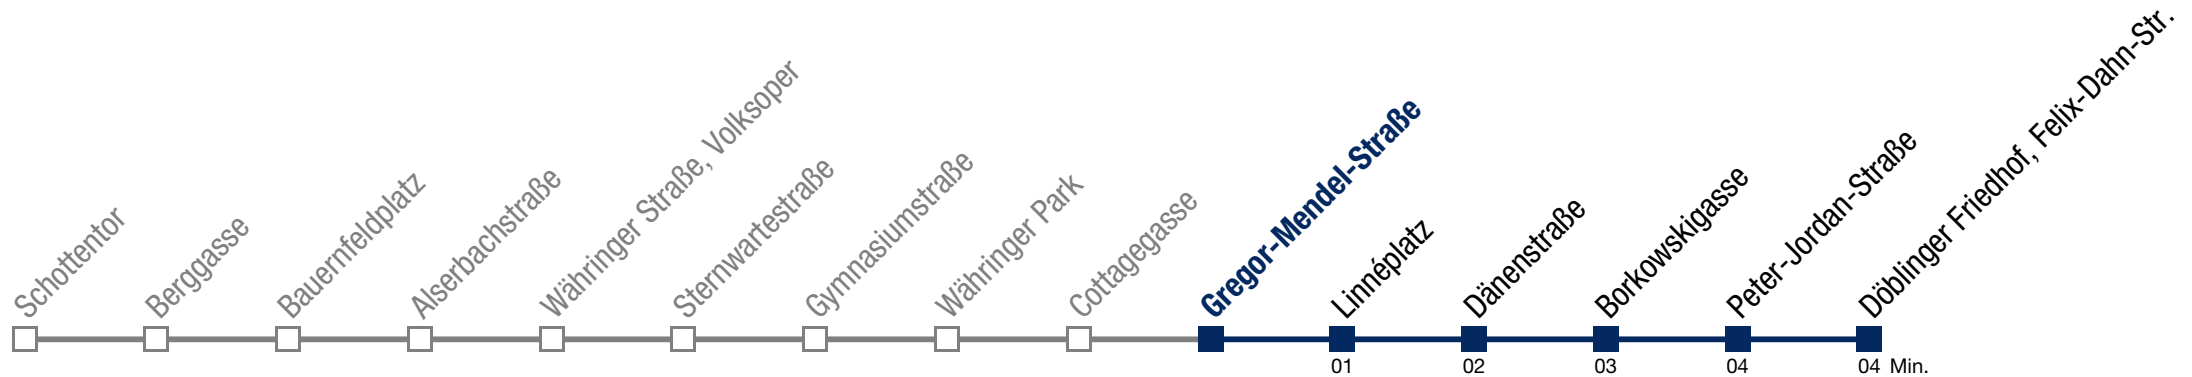 Schottentor
Berggasse
Bauernfeldplatz
Alserbachstraße
Währinger Straße, Volksoper
Sternwartestraße
Gymnasiumstraße
Währinger Park
Cottagegasse
Gregor-Mendel-Straße
Linnéplatz
Dänenstraße
Borkowskigasse
Peter-Jordan-Straße
Döblinger Friedhof, Felix-Dahn-Str.
01 02 03 04 04 Min.